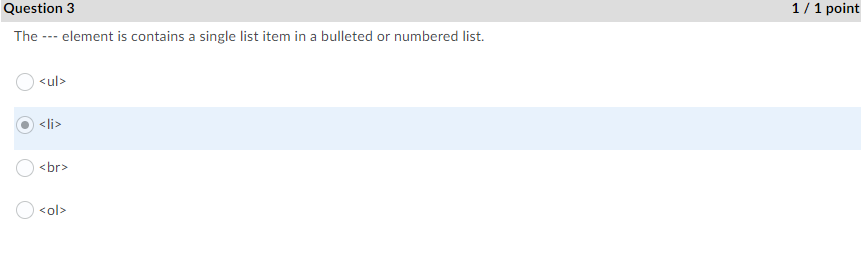 Question 3
1 / 1 point
The --- element is contains a single list item in a bulleted or numbered list.
<ul>
<li>
<br>
<ol>